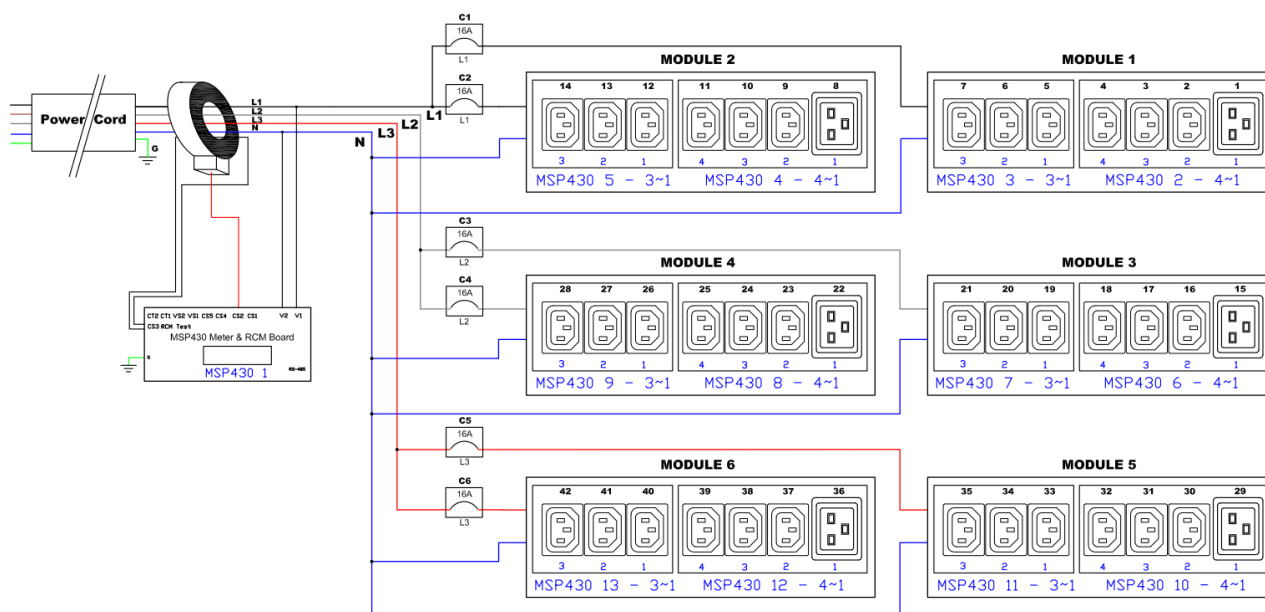 Power Cord
G
L1
L2
L3
N
L1
L2
L3
N
CT2 CT1 VS2 VS1 CS5 CS4 CS2 CS1 V2 V1
CS3 RCM Test
MSP430 Meter & RCM Board
MSP430 1
RS-485
C1
16A
L1
C2
16A
L1
MODULE 2
14 13 12 11 10 9 8
3 2 1 4 3 2 1
MSP430 5 - 3~1 MSP430 4 - 4~1
MODULE 1
7 6 5 4 3 2 1
3 2 1 4 3 2 1
MSP430 3 - 3~1 MSP430 2 - 4~1
C3
16A
L2
C4
16A
L2
MODULE 4
28 27 26 25 24 23 22
3 2 1 4 3 2 1
MSP430 9 - 3~1 MSP430 8 - 4~1
MODULE 3
21 20 19 18 17 16 15
3 2 1 4 3 2 1
MSP430 7 - 3~1 MSP430 6 - 4~1
C5
16A
L3
C6
16A
L3
MODULE 6
42 41 40 39 38 37 36
3 2 1 4 3 2 1
MSP430 13 - 3~1 MSP430 12 - 4~1
MODULE 5
35 34 33 32 31 30 29
3 2 1 4 3 2 1
MSP430 11 - 3~1 MSP430 10 - 4~1